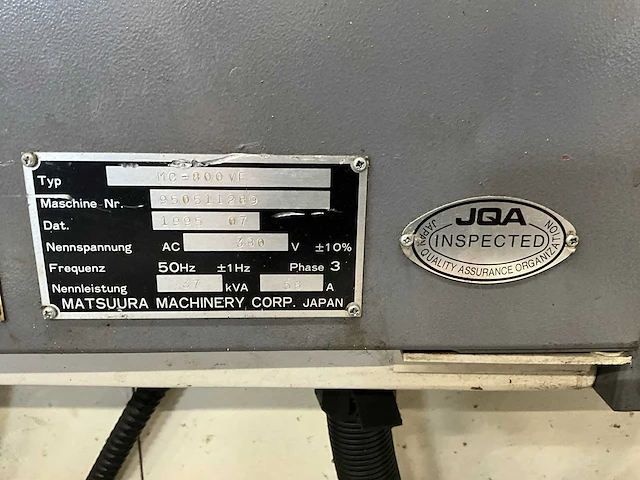 Typ MC-800VF
Maschine Nr. 950511289
Dat. 1995 07
Nennspannung AC 380 V ±10%
Frequenz 50Hz ±1Hz Phase 3
Nennleistung kVA A
MATSUURA MACHINERY CORP. JAPAN
JQA
INSPECTED
JAPAN QUALITY ASSURANCE ORGANIZATION